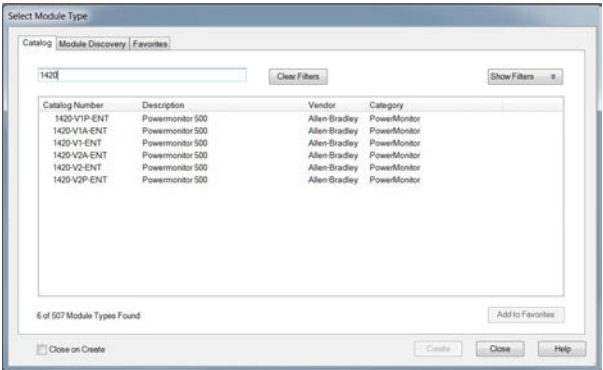 Select Module Type
Catalog Module Discovery Favorites
1420 Clear Filters Show Filters
Catalog Number Description Vendor Category
1420-V1P-ENT Powermonitor 500 Allen-Bradley PowerMonitor
1420-V1A-ENT Powermonitor 500 Allen-Bradley PowerMonitor
1420-V1-ENT Powermonitor 500 Allen-Bradley PowerMonitor
1420-V2A-ENT Powermonitor 500 Allen-Bradley PowerMonitor
1420-V2-ENT Powermonitor 500 Allen-Bradley PowerMonitor
1420-V2P-ENT Powermonitor 500 Allen-Bradley PowerMonitor
6 of 507 Module Types Found Add to Favorites
Close on Create Create Close Help